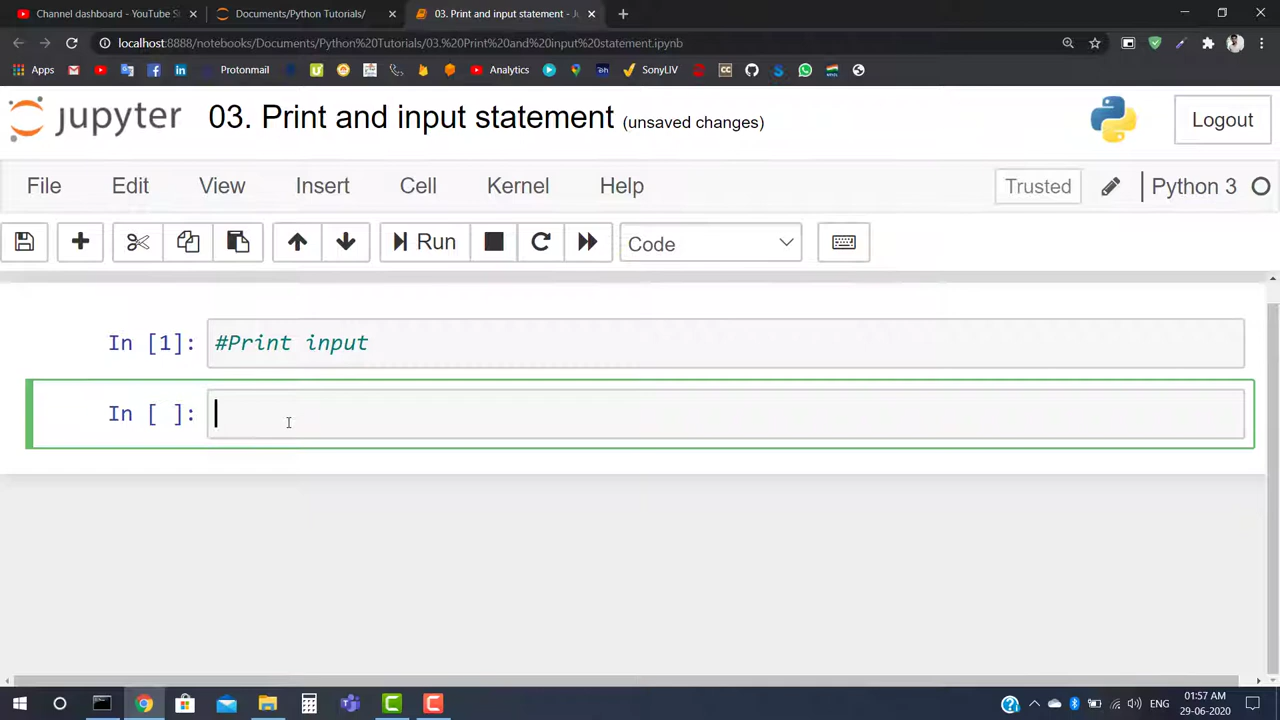 Channel dashboard - YouTube S
Documents/Python Tutorials/
03. Print and input statement - Ju
localhost:8888/notebooks/Documents/Python%20Tutorials/03.%20Print%20and%20input%20statement.ipynb
Apps
Protonmail
Analytics
SonyLIV
jupyter 03. Print and input statement (unsaved changes)
Logout
File Edit View Insert Cell Kernel Help
Trusted
Python 3
Run
Code
In [1]: #Print input
In [ ]:
ENG
01:57 AM
29-06-2020